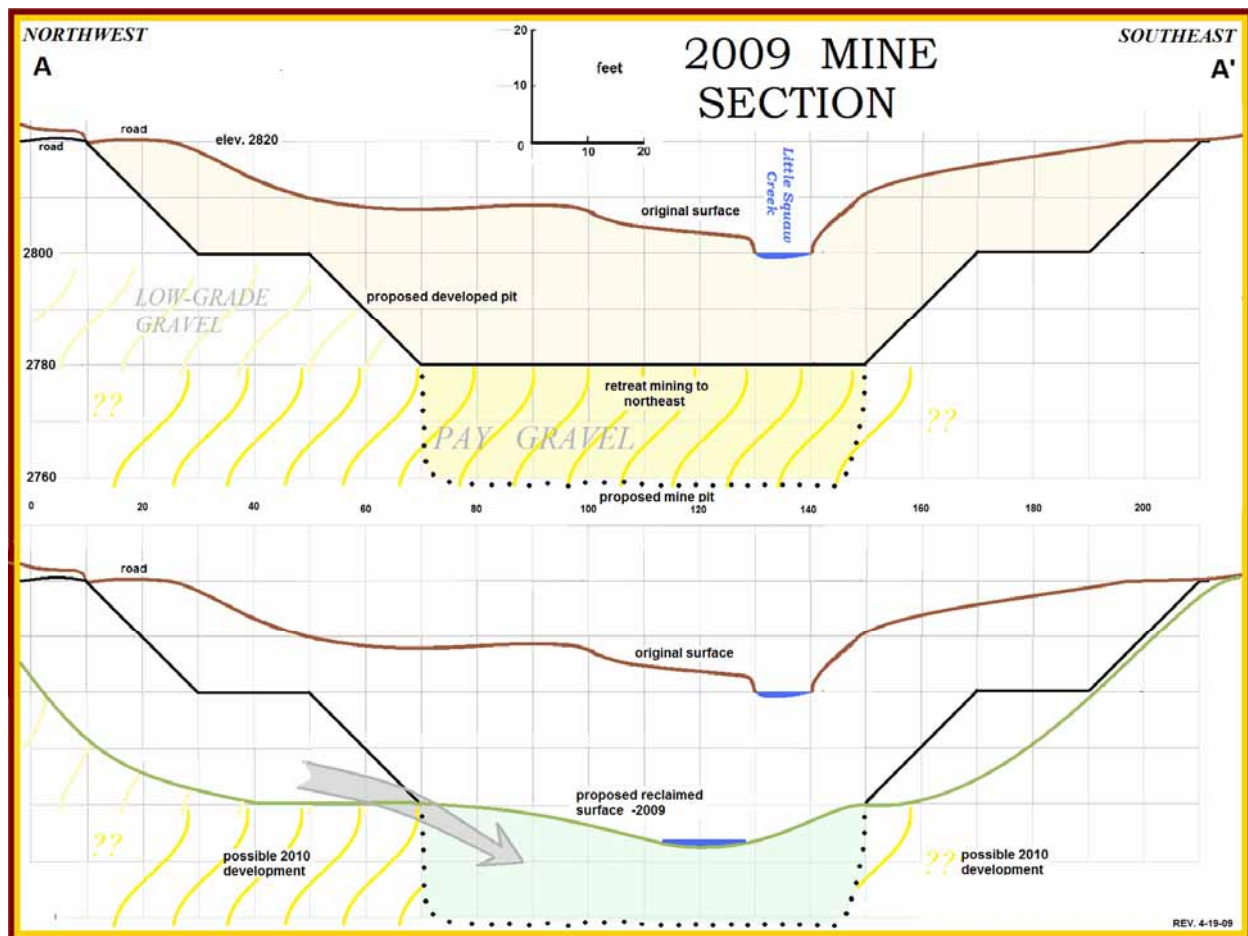 NORTHWEST
A
20
10
0
feet
10
20
2009 MINE
SECTION
SOUTHEAST
A'
road
road
elev. 2820
original surface
Little Squaw
Creek
2800
LOW-GRADE
GRAVEL
proposed developed pit
2780
??
retreat mining to
northeast
??
PAY GRAVEL
2760
proposed mine pit
0
20
40
60
80
100
120
140
160
180
200
road
original surface
proposed reclaimed
surface -2009
??
possible 2010
development
??
possible 2010
development
REV. 4-19-09